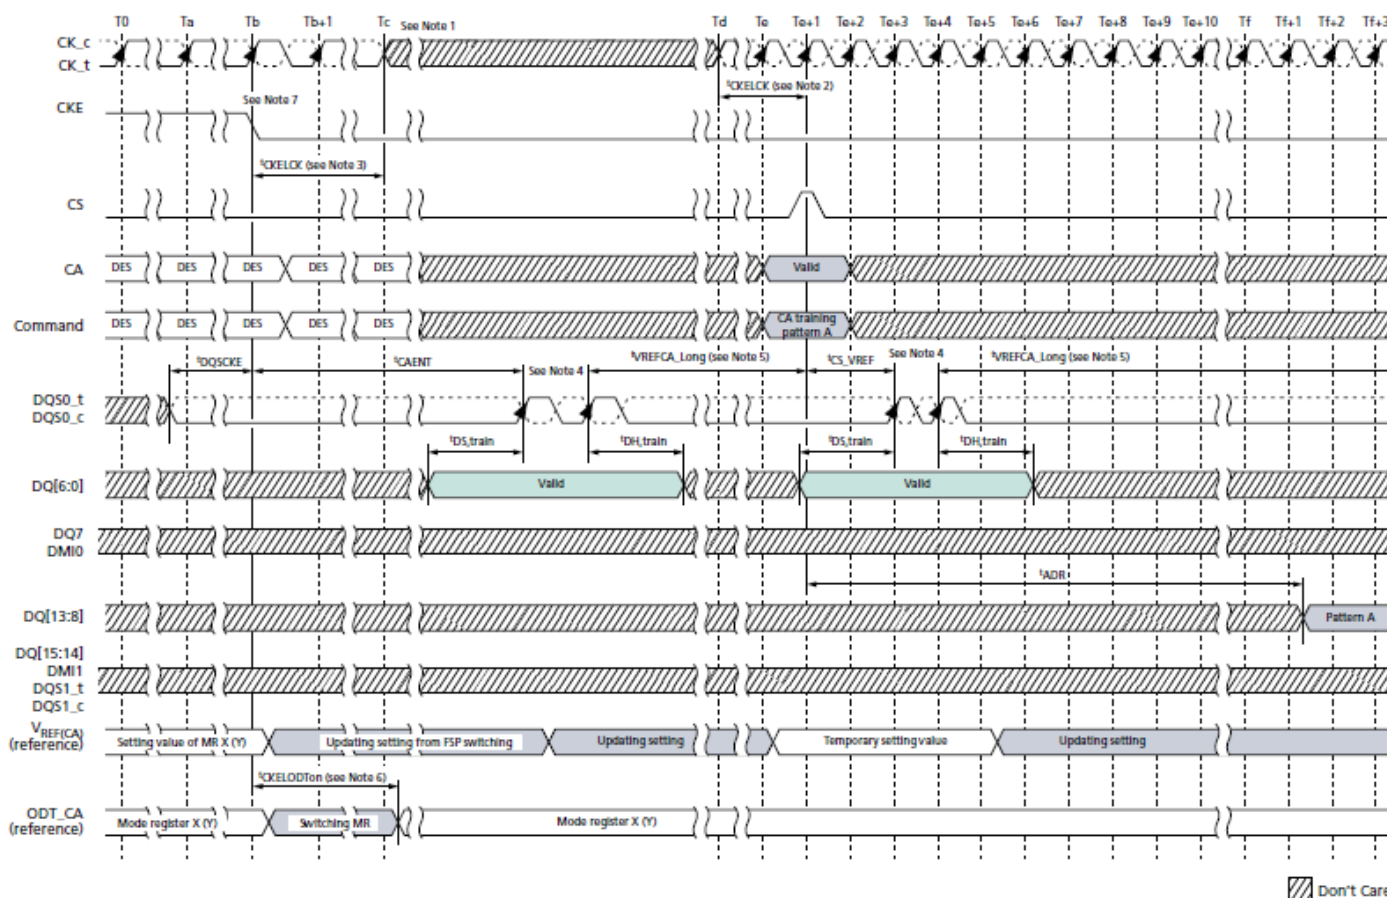 T0 Ta Tb Tb+1 Tc See Note 1 Td Te Te+1 Te+2 Te+3 Te+4 Te+5 Te+6 Te+7 Te+8 Te+9 Te+10 Tf Tf+1 Tf+2 Tf+3
CK_c
CK_t
tCKELCK (see Note 2)
CKE
See Note 7
tCKELCK (see Note 3)
CS
CA DES DES DES DES DES Valid
Command DES DES DES DES DES CA training
pattern A
tDQSCKE tCAENT See Note 4 tVREFCA_Long (see Note 5) tCS_VREF See Note 4 tVREFCA_Long (see Note 5)
DQS0_t
DQS0_c
tDS,train tDH,train tDS,train tDH,train
DQ[6:0] Valid Valid
DQ7
DMI0
tADR
DQ[13:8] Pattern A
DQ[15:14]
DMI1
DQS1_t
DQS1_c
VREF(CA)
(reference) Setting value of MR X (Y) Updating setting from FSP switching Updating setting Temporary setting value Updating setting
tCKELODTon (see Note 6)
ODT_CA
(reference) Mode register X (Y) Switching MR Mode register X (Y)
Don't Care